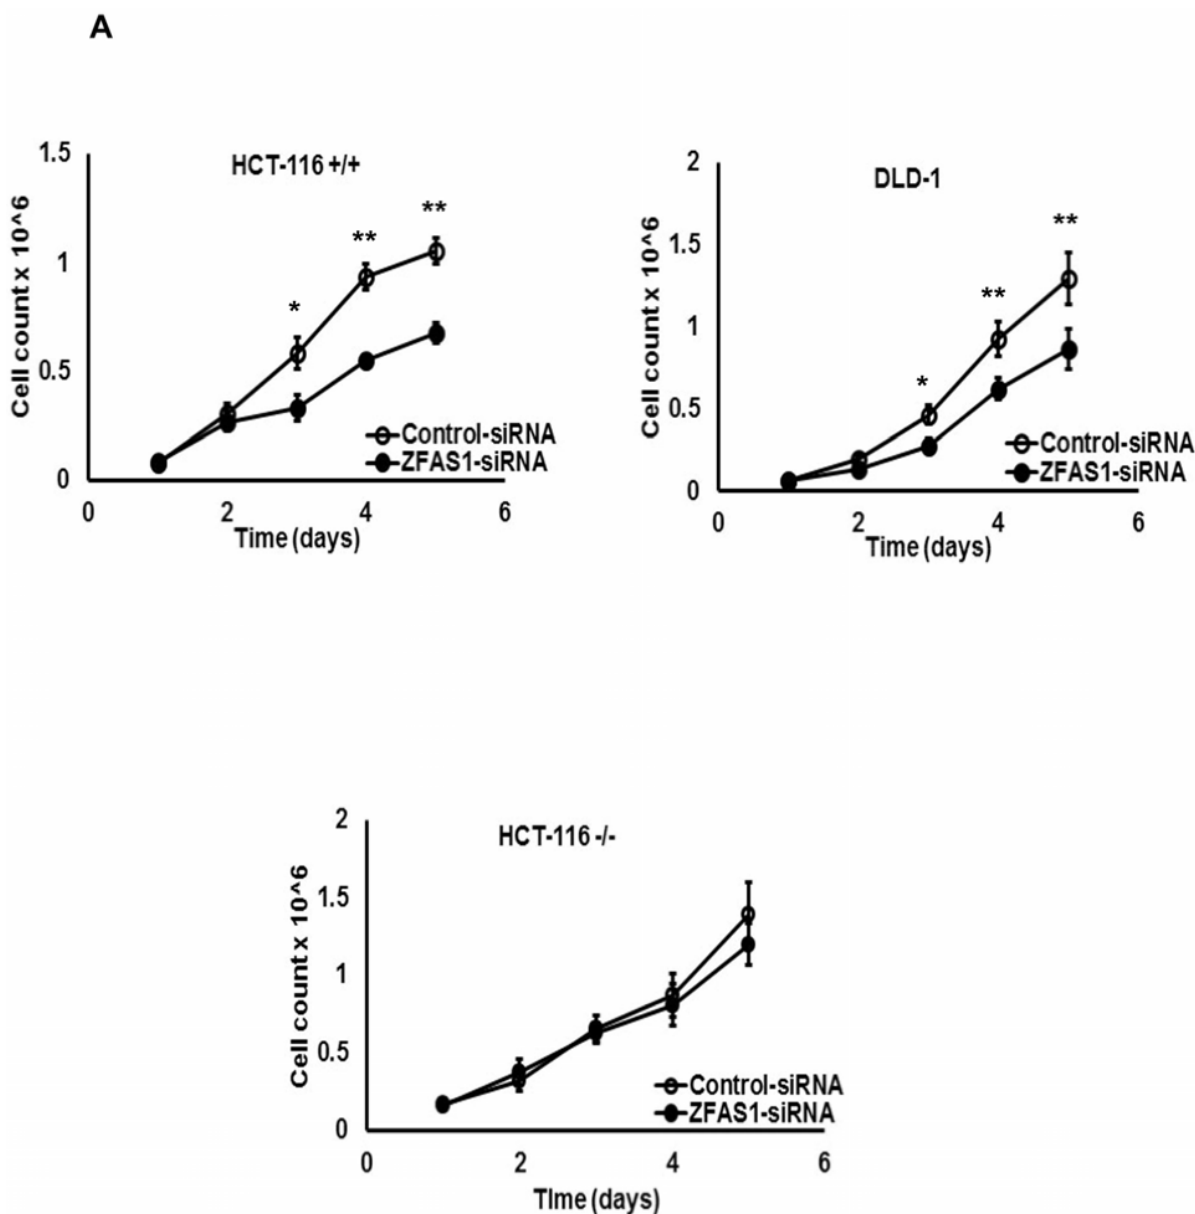 A
HCT-116 +/+
Cell count x 10^6
1.5
1
0.5
0
*
**
**
Control-siRNA
ZFAS1-siRNA
0 2 4 6
Time (days)
DLD-1
Cell count x 10^6
2
1.5
1
0.5
0
*
**
**
Control-siRNA
ZFAS1-siRNA
0 2 4 6
Time (days)
HCT-116 -/-
Cell count x 10^6
2
1.5
1
0.5
0
Control-siRNA
ZFAS1-siRNA
0 2 4 6
TIme (days)